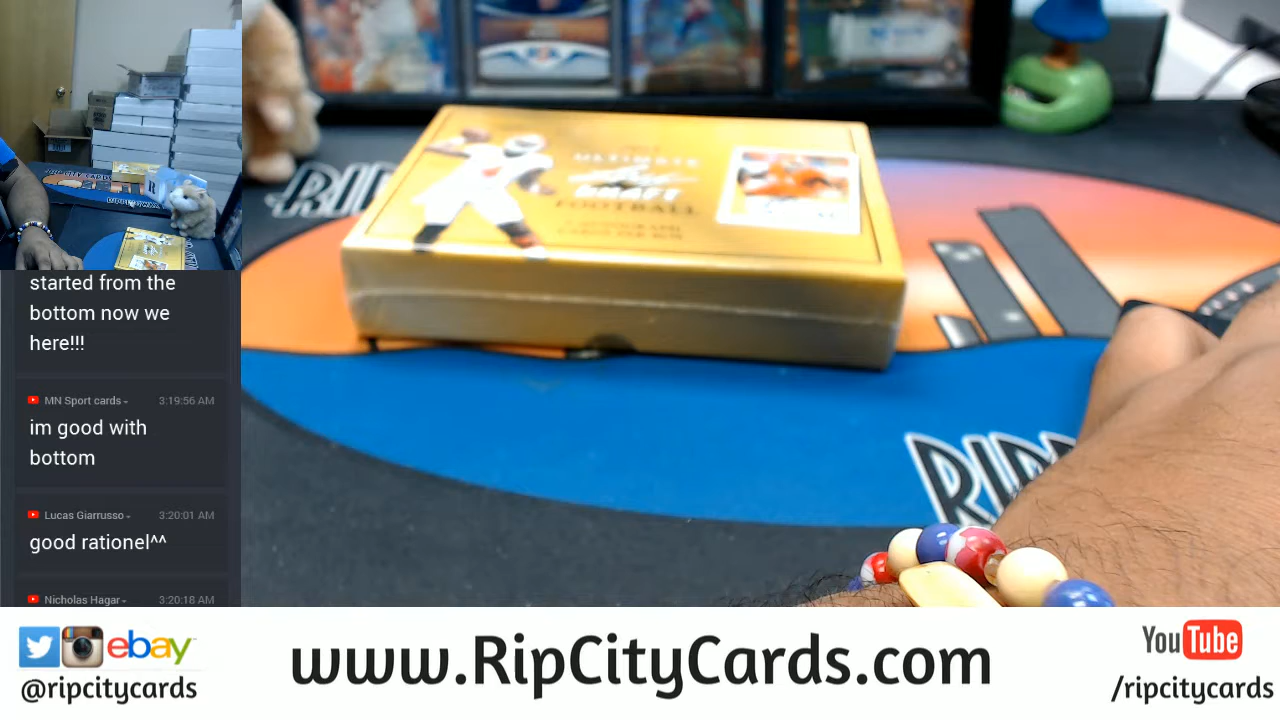 started from the
bottom now we
here!!!
MN Sport cards 3:19:56 AM
im good with
bottom
Lucas Giarrusso 3:20:01 AM
good rationel^^
Nicholas Hagar 3:20:18 AM
ULTIMATE
DRAFT
FOOTBALL
ebay
@ripcitycards
www.RipCityCards.com
YouTube
/ripcitycards